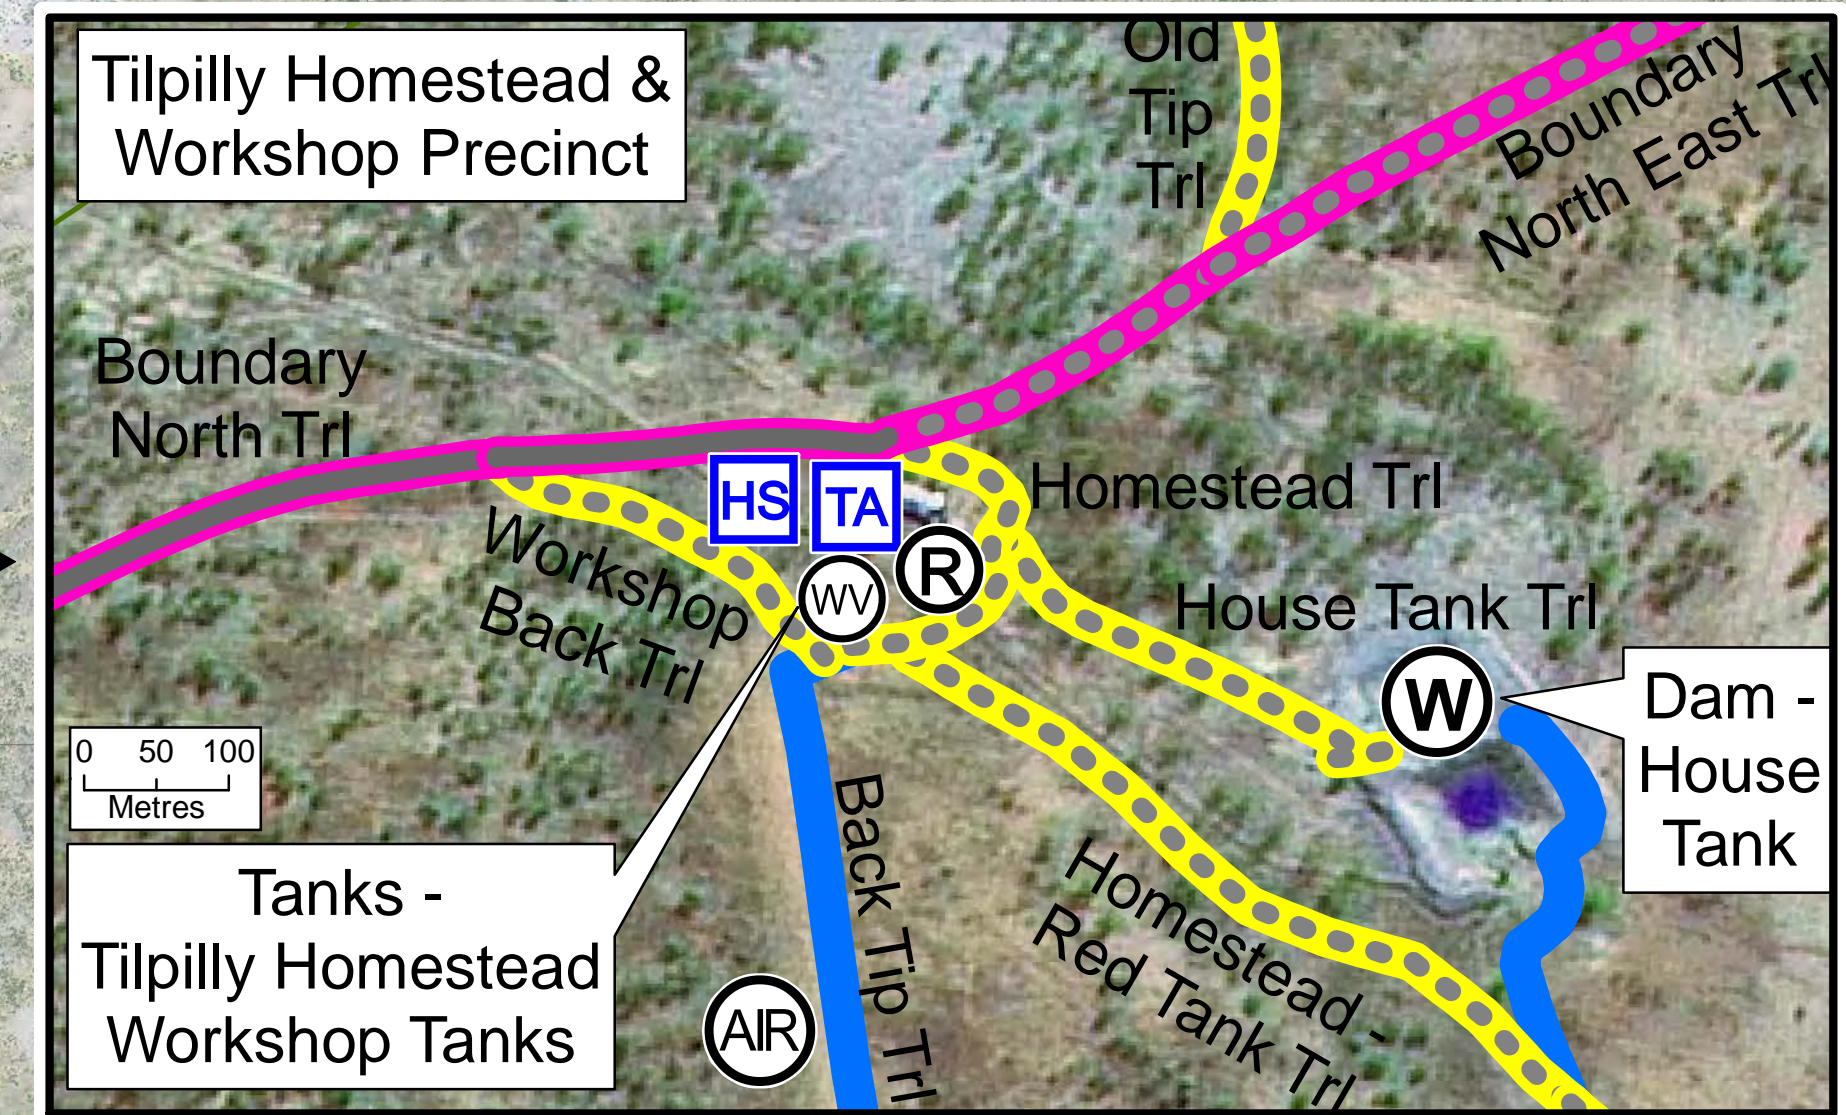 Tilpilly Homestead &
Workshop Precinct
Old
Tip
Trl
Boundary
North East Trl
Boundary
North Trl
HS
TA
Homestead Trl
R
WV
Workshop
Back Trl
House Tank Trl
W
Dam -
House
Tank
0 50 100
Metres
Back Tip Trl
Tanks -
Tilpilly Homestead
Workshop Tanks
Homestead -
Red Tank Trl
AIR